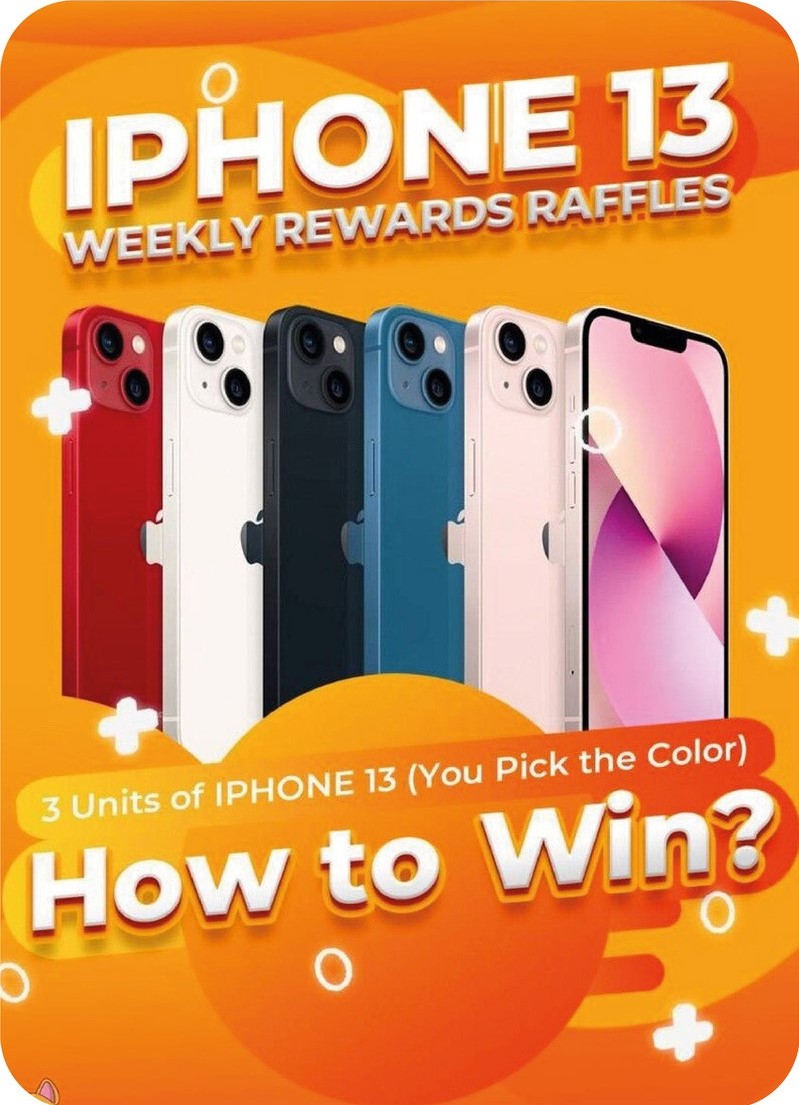 IPHONE 13
WEEKLY REWARDS RAFFLES
3 Units of IPHONE 13 (You Pick the Color)
How to Win?